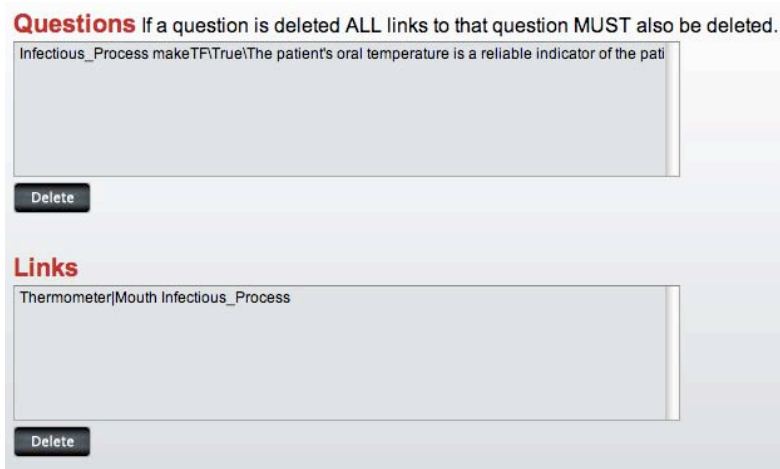 Questions If a question is deleted ALL links to that question MUST also be deleted.
Infectious_Process makeTF\True\The patient's oral temperature is a reliable indicator of the pati
Delete
Links
Thermometer|Mouth Infectious_Process
Delete